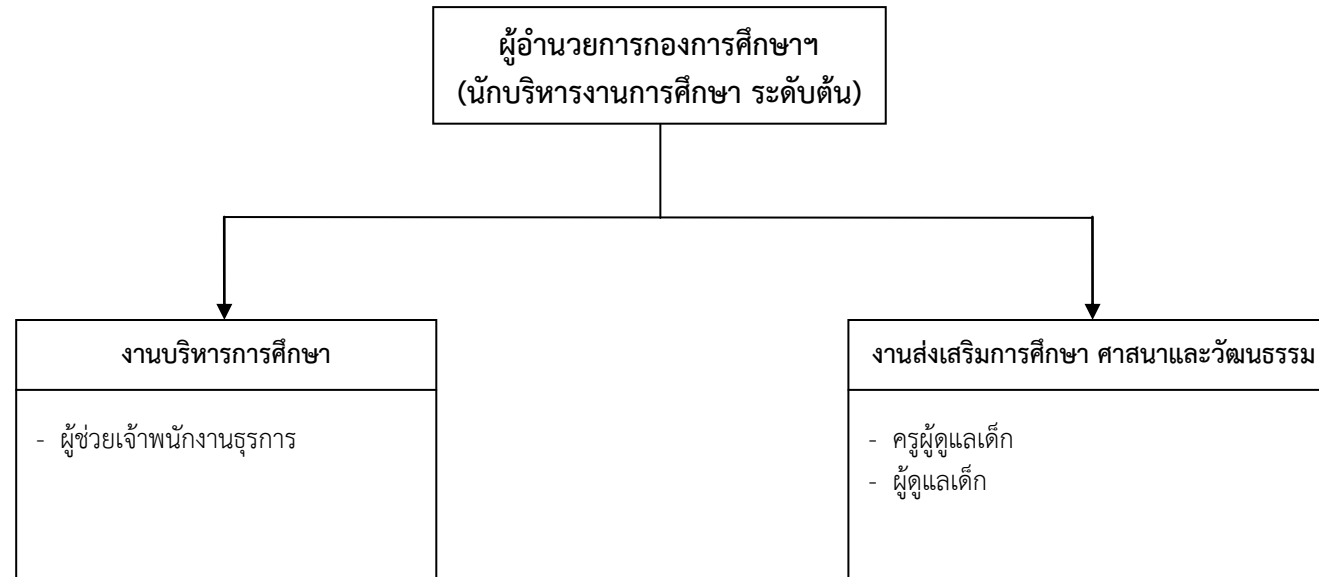 ผู้อำนวยการกองการศึกษาฯ
(นักบริหารงานการศึกษา ระดับต้น)
งานบริหารการศึกษา
- ผู้ช่วยเจ้าพนักงานธุรการ
งานส่งเสริมการศึกษา ศาสนาและวัฒนธรรม
- ครูผู้ดูแลเด็ก
- ผู้ดูแลเด็ก